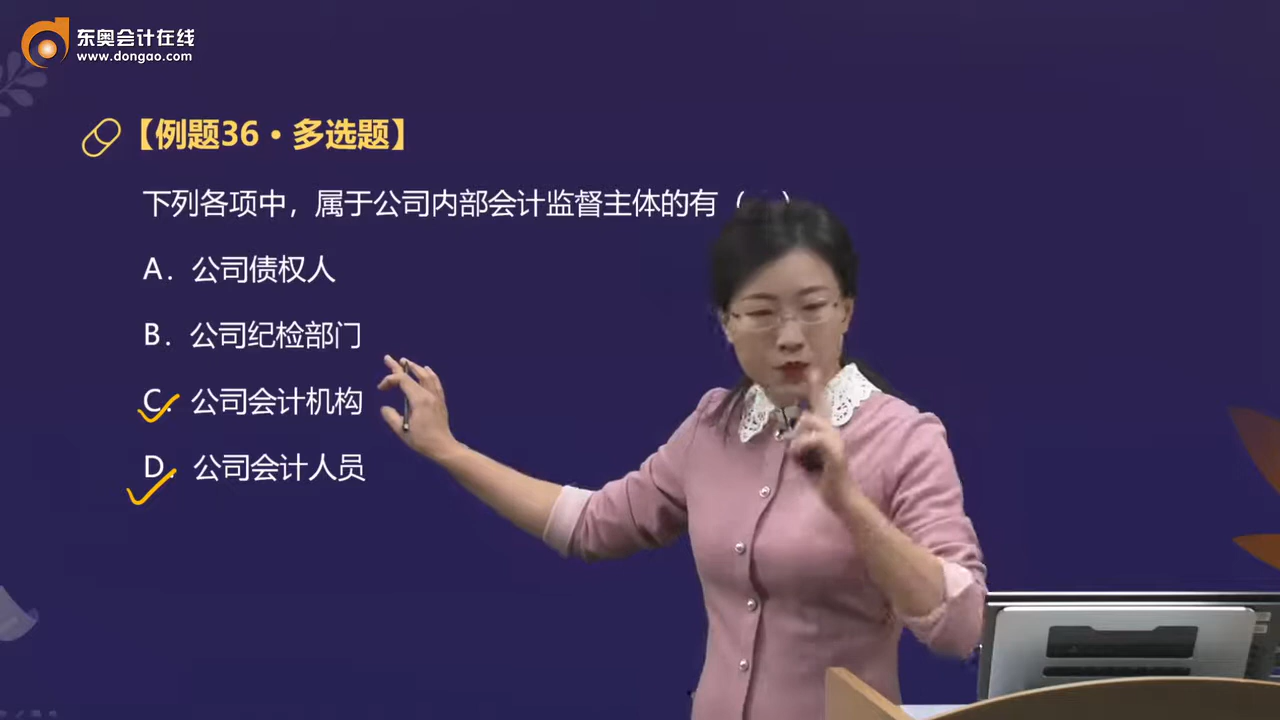 东奥会计在线
www.dongao.com
【例题36·多选题】
下列各项中，属于公司内部会计监督主体的有（ ）
A．公司债权人
B．公司纪检部门
C．公司会计机构
D．公司会计人员